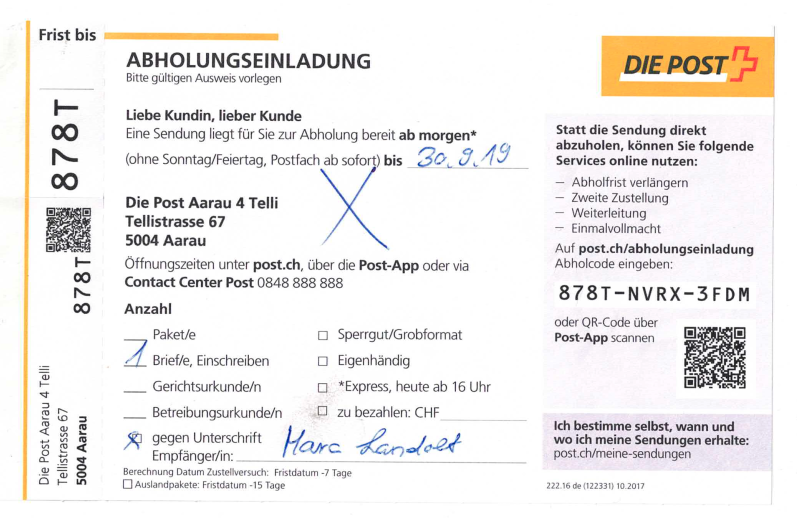 Frist bis
878T
878T
Die Post Aarau 4 Telli
Tellistrasse 67
5004 Aarau
ABHOLUNGSEINLADUNG
Bitte gültigen Ausweis vorlegen
Liebe Kundin, lieber Kunde
Eine Sendung liegt für Sie zur Abholung bereit ab morgen*
(ohne Sonntag/Feiertag, Postfach ab sofort) bis 30.9.19
Die Post Aarau 4 Telli
Tellistrasse 67
5004 Aarau
Öffnungszeiten unter post.ch, über die Post-App oder via
Contact Center Post 0848 888 888
Anzahl
Paket/e
1 Brief/e, Einschreiben
Gerichtsurkunde/n
Betreibungsurkunde/n
gegen Unterschrift
Empfänger/in: Marc Landolt
Sperrgut/Grobformat
Eigenhändig
*Express, heute ab 16 Uhr
zu bezahlen: CHF
Berechnung Datum Zustellversuch: Fristdatum -7 Tage
Auslandpakete: Fristdatum -15 Tage
DIE POST
Statt die Sendung direkt
abzuholen, können Sie folgende
Services online nutzen:
– Abholfrist verlängern
– Zweite Zustellung
– Weiterleitung
– Einmalvollmacht
Auf post.ch/abholungseinladung
Abholcode eingeben:
878T-NVRX-3FDM
oder QR-Code über
Post-App scannen
Ich bestimme selbst, wann und
wo ich meine Sendungen erhalte:
post.ch/meine-sendungen
222.16 de (122331) 10.2017